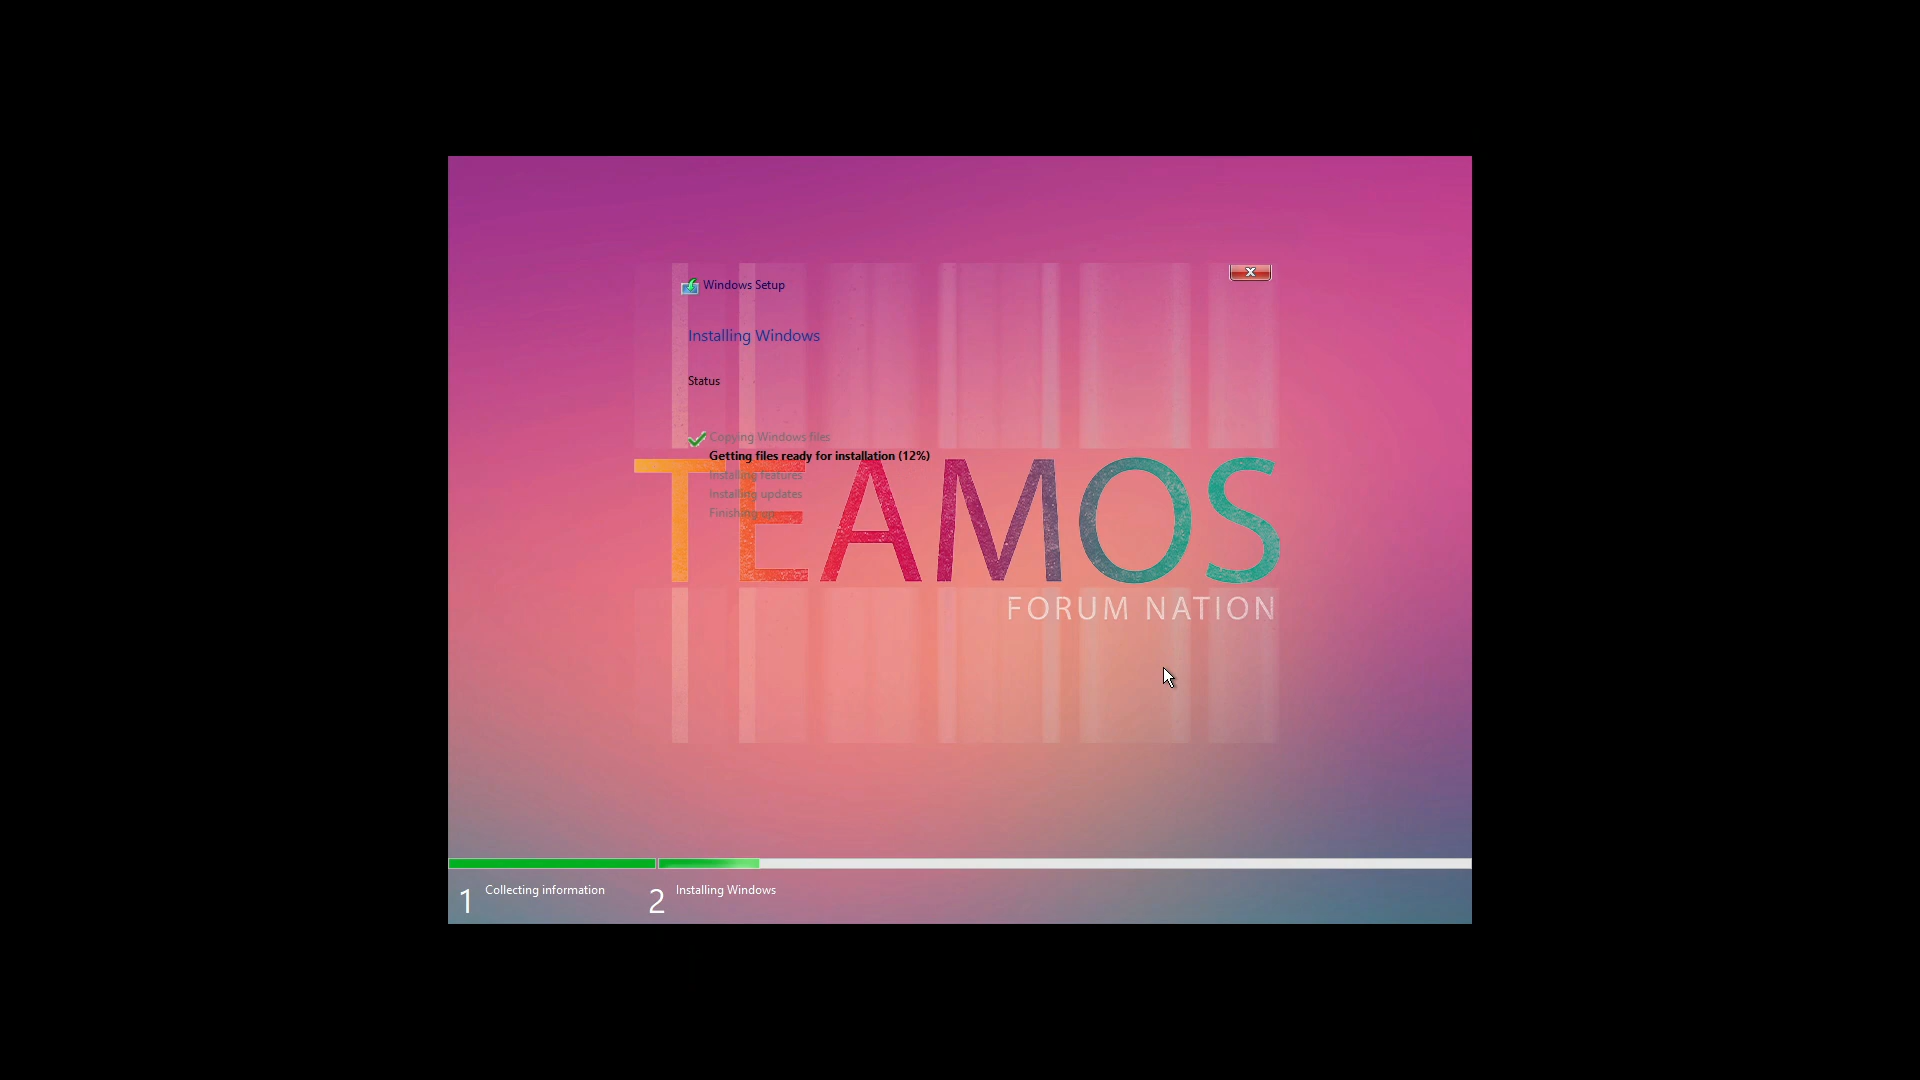 Windows Setup
Installing Windows
Status
Copying Windows files
Getting files ready for installation (12%)
Installing features
Installing updates
Finishing up
TEAMOS
FORUM NATION
1 Collecting information
2 Installing Windows